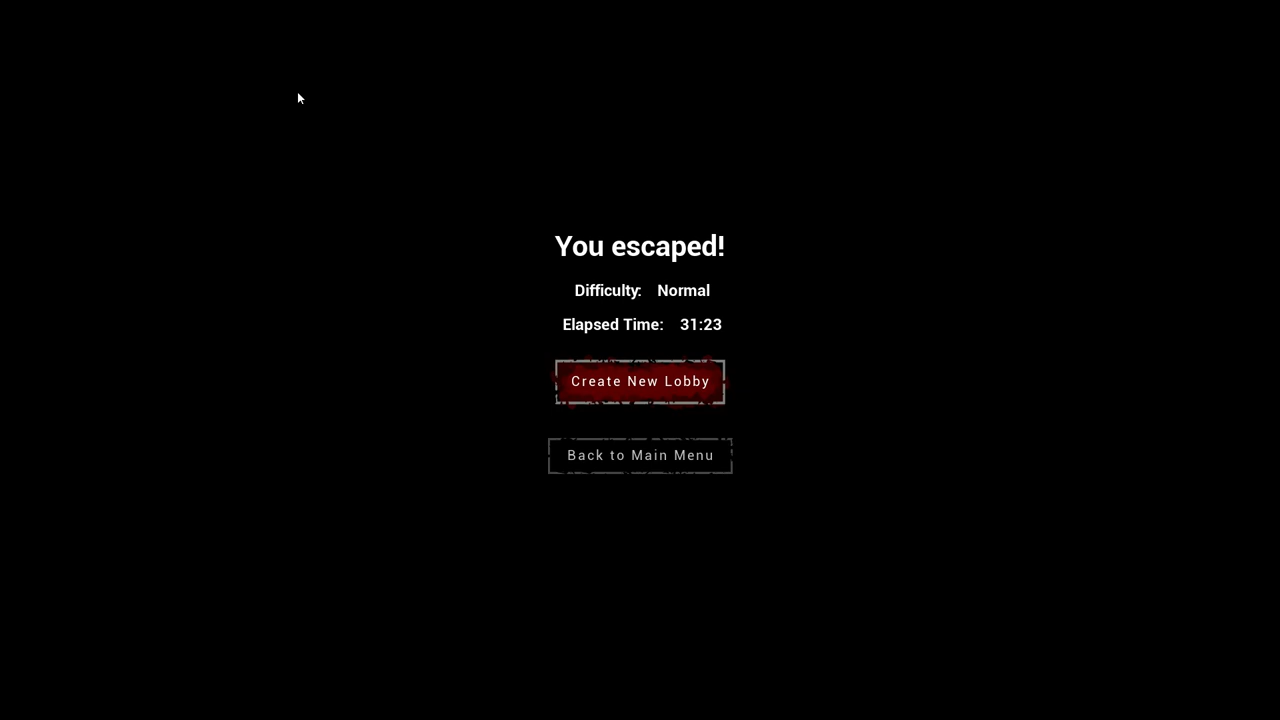 You escaped!
Difficulty: Normal
Elapsed Time: 31:23
Create New Lobby
Back to Main Menu